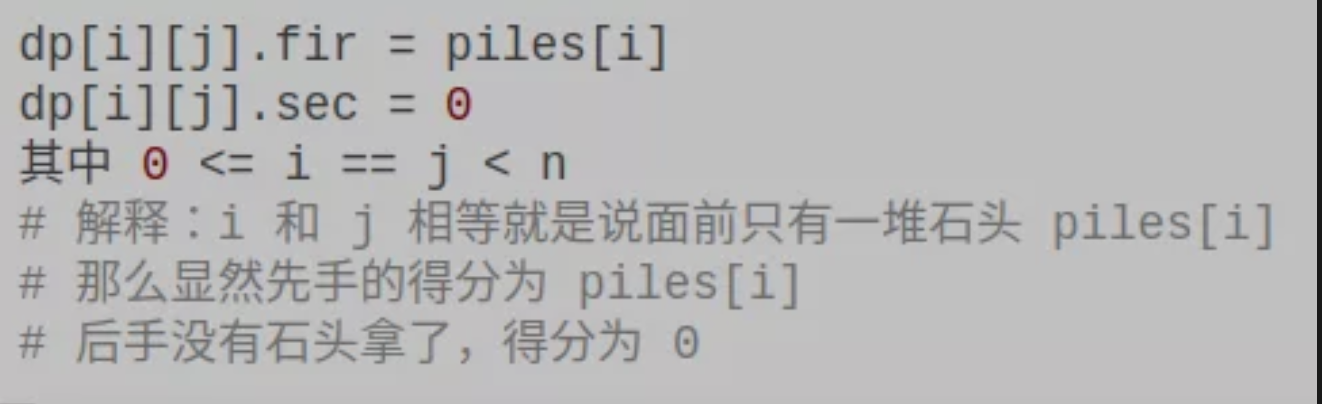 dp[i][j].fir = piles[i]
dp[i][j].sec = 0
其中 0 <= i == j < n
# 解释：i 和 j 相等就是说面前只有一堆石头 piles[i]
# 那么显然先手的得分为 piles[i]
# 后手没有石头拿了，得分为 0